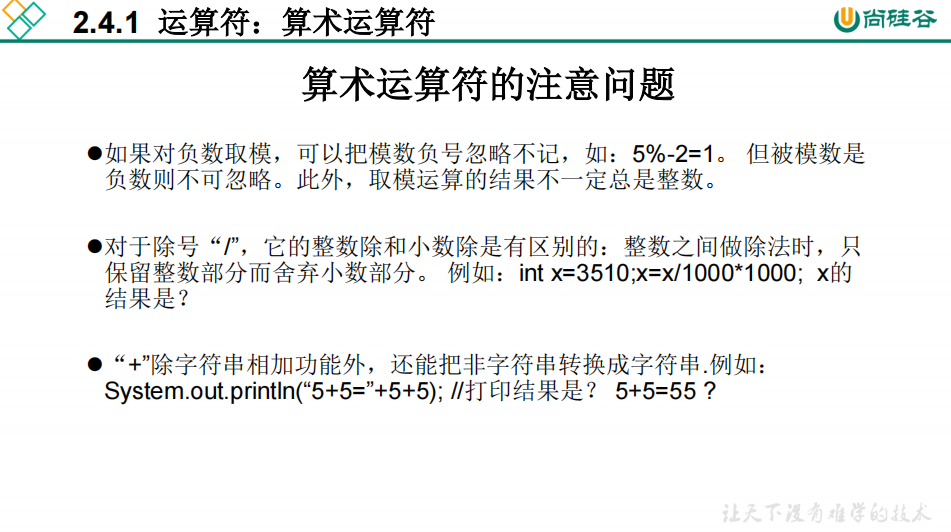 2.4.1 运算符：算术运算符
尚硅谷
算术运算符的注意问题
●如果对负数取模，可以把模数负号忽略不记，如：5%-2=1。 但被模数是
负数则不可忽略。此外，取模运算的结果不一定总是整数。
●对于除号“/”，它的整数除和小数除是有区别的：整数之间做除法时，只
保留整数部分而舍弃小数部分。 例如：int x=3510;x=x/1000*1000; x的
结果是？
●“+”除字符串相加功能外，还能把非字符串转换成字符串.例如：
System.out.println(“5+5=”+5+5); //打印结果是？ 5+5=55 ?
让天下没有难学的技术